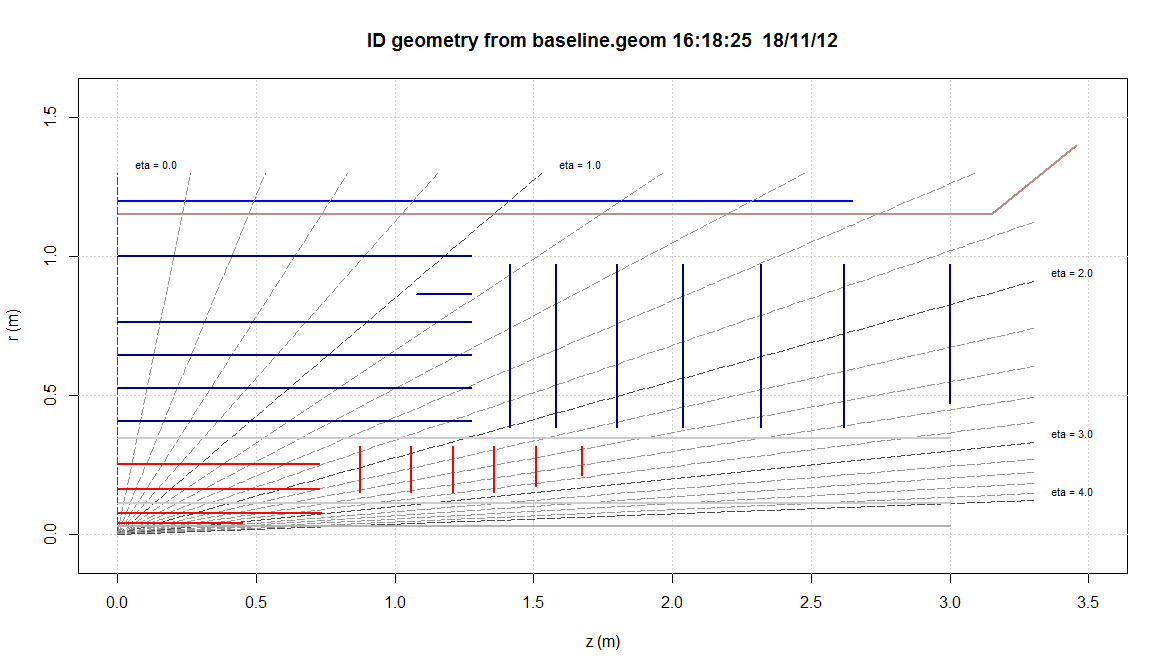 ID geometry from baseline.geom 16:18:25  18/11/12
r (m)
1.5
1.0
0.5
0.0
eta = 0.0
eta = 1.0
eta = 2.0
eta = 3.0
eta = 4.0
0.0 0.5 1.0 1.5 2.0 2.5 3.0 3.5
z (m)